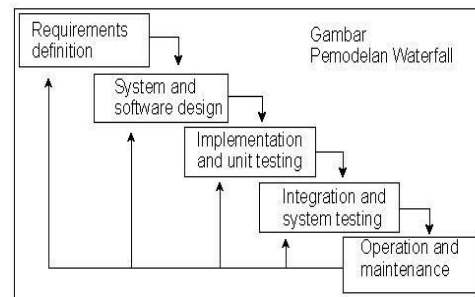 Requirements
definition
Gambar
Pemodelan Waterfall
System and
software design
Implementation
and unit testing
Integration and
system testing
Operation and
maintenance